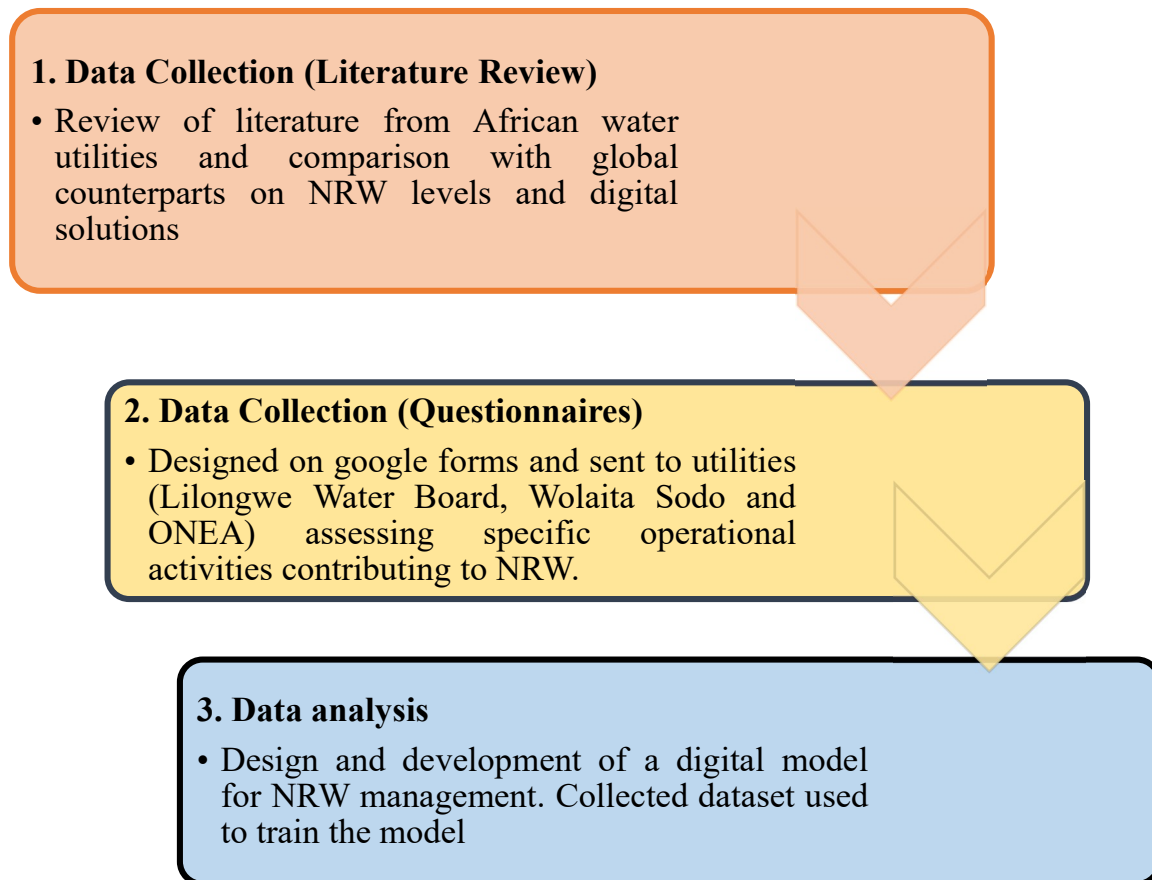 1. Data Collection (Literature Review)
• Review of literature from African water
utilities and comparison with global
counterparts on NRW levels and digital
solutions
2. Data Collection (Questionnaires)
• Designed on google forms and sent to utilities
(Lilongwe Water Board, Wolaita Sodo and
ONEA) assessing specific operational
activities contributing to NRW.
3. Data analysis
• Design and development of a digital model
for NRW management. Collected dataset used
to train the model